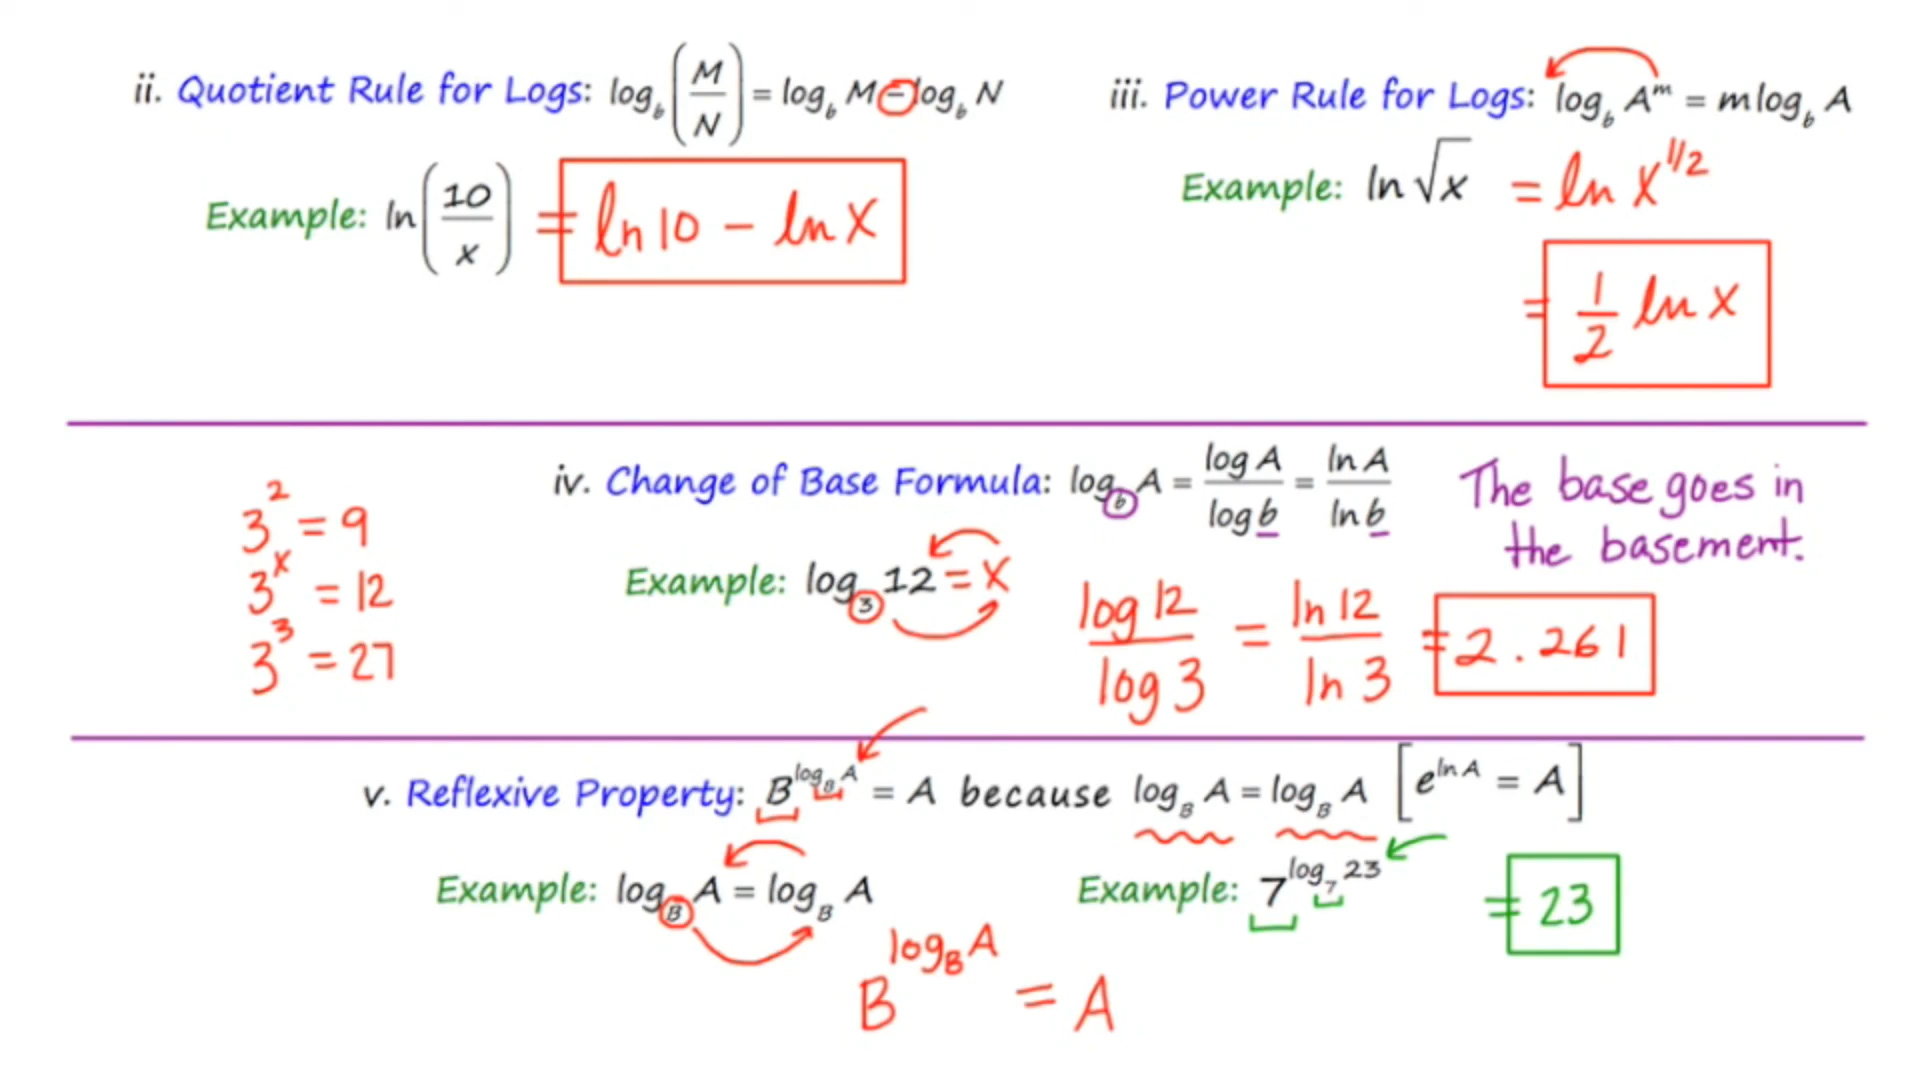 ii. Quotient Rule for Logs: log_b (M/N) = log_b M − log_b N
Example: ln(10/x) = ln 10 − ln x
iii. Power Rule for Logs: log_b A^m = m log_b A
Example: ln √x = ln x^1/2
= 1/2 ln x
iv. Change of Base Formula: log_b A = log A / log b = ln A / ln b
The base goes in
the basement.
3^2 = 9
3^x = 12
3^3 = 27
Example: log_3 12 = x
log 12 / log 3 = ln 12 / ln 3 = 2.261
v. Reflexive Property: B^(log_B A) = A because log_B A = log_B A [e^(ln A) = A]
Example: log_B A = log_B A
B^(log_B A) = A
Example: 7^(log_7 23) = 23